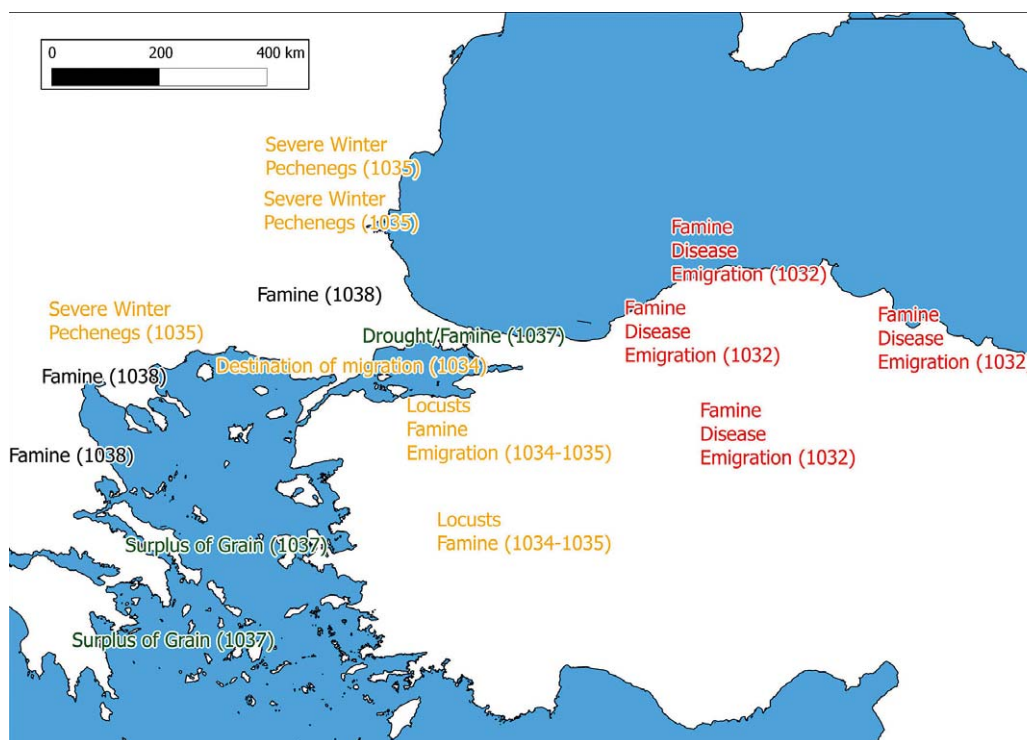 0 200 400 km
Severe Winter
Pechenegs (1035)
Severe Winter
Pechenegs (1035)
Famine
Disease
Emigration (1032)
Famine (1038)
Severe Winter
Pechenegs (1035)
Famine
Disease
Emigration (1032)
Famine
Disease
Emigration (1032)
Drought/Famine (1037)
Destination of migration (1034)
Famine (1038)
Locusts
Famine
Emigration (1034-1035)
Famine
Disease
Emigration (1032)
Famine (1038)
Locusts
Famine (1034-1035)
Surplus of Grain (1037)
Surplus of Grain (1037)